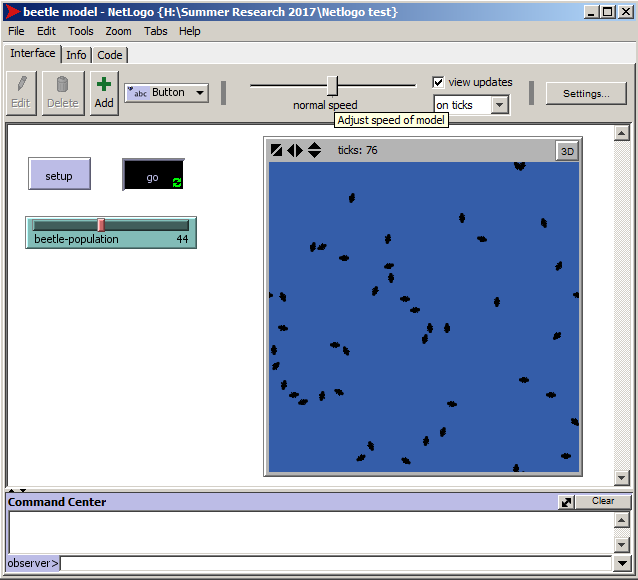 beetle model - NetLogo {H:\Summer Research 2017\Netlogo test}
File Edit Tools Zoom Tabs Help
Interface Info Code
Edit Delete Add abc Button normal speed view updates on ticks Settings...
Adjust speed of model
ticks: 76 3D
setup go
beetle-population 44
Command Center Clear
observer>